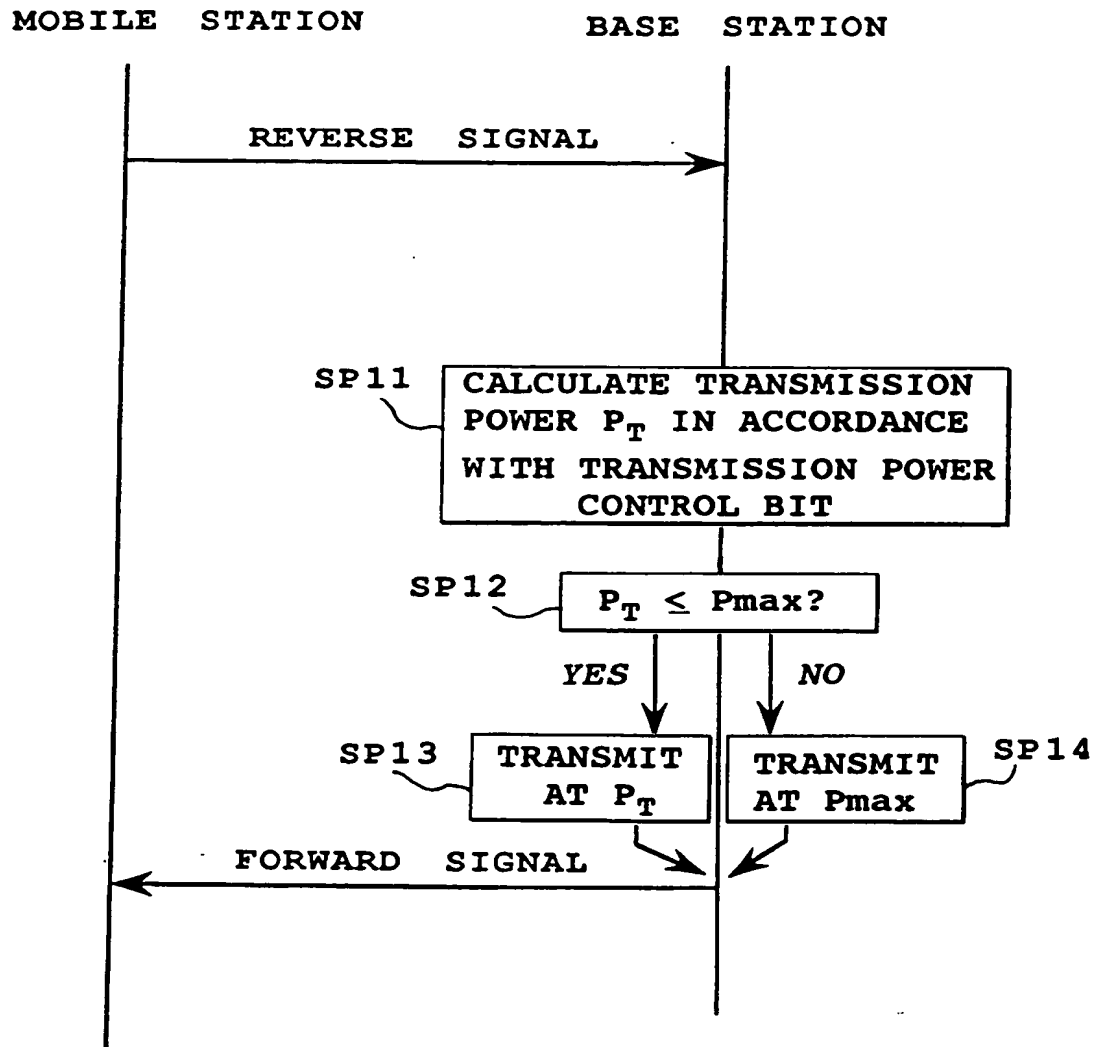 MOBILE STATION
BASE STATION
REVERSE SIGNAL
SP11
CALCULATE TRANSMISSION
POWER PT IN ACCORDANCE
WITH TRANSMISSION POWER
CONTROL BIT
SP12
PT ≤ Pmax?
YES
NO
SP13
TRANSMIT
AT PT
TRANSMIT
AT Pmax
SP14
FORWARD SIGNAL